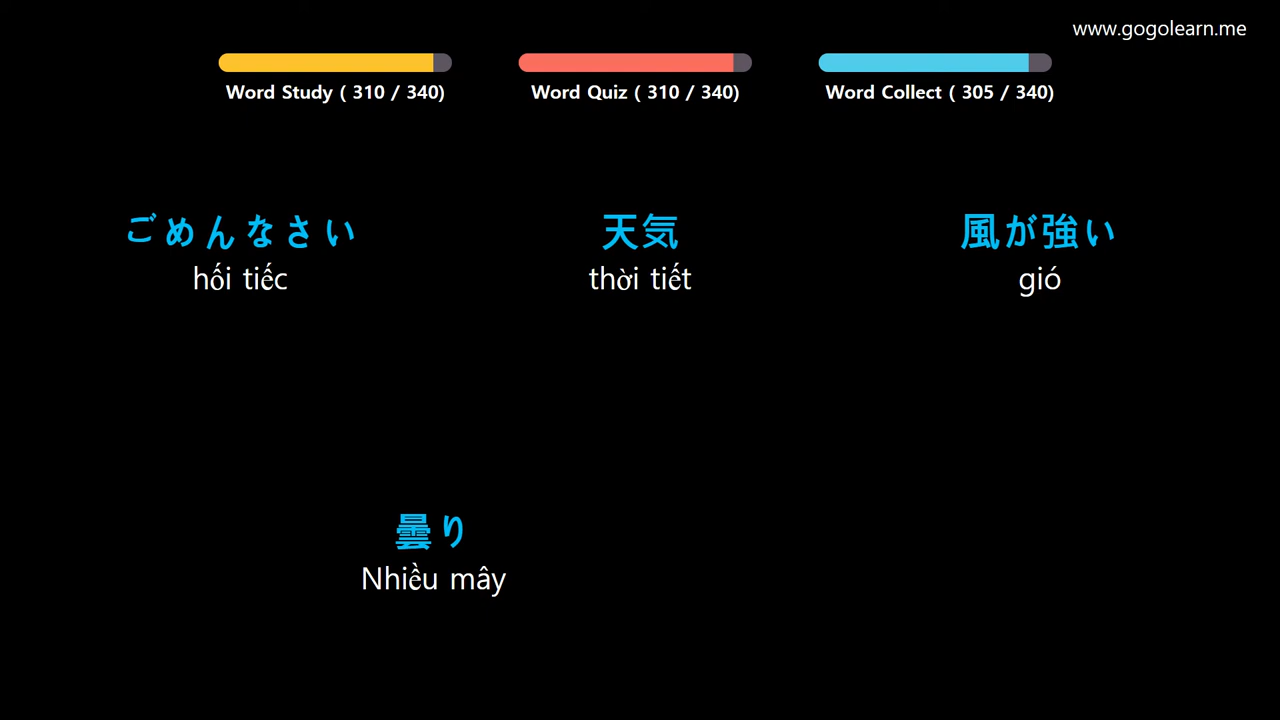 www.gogolearn.me
Word Study ( 310 / 340)
Word Quiz ( 310 / 340)
Word Collect ( 305 / 340)
ごめんなさい
hối tiếc
天気
thời tiết
風が強い
gió
曇り
Nhiều mây